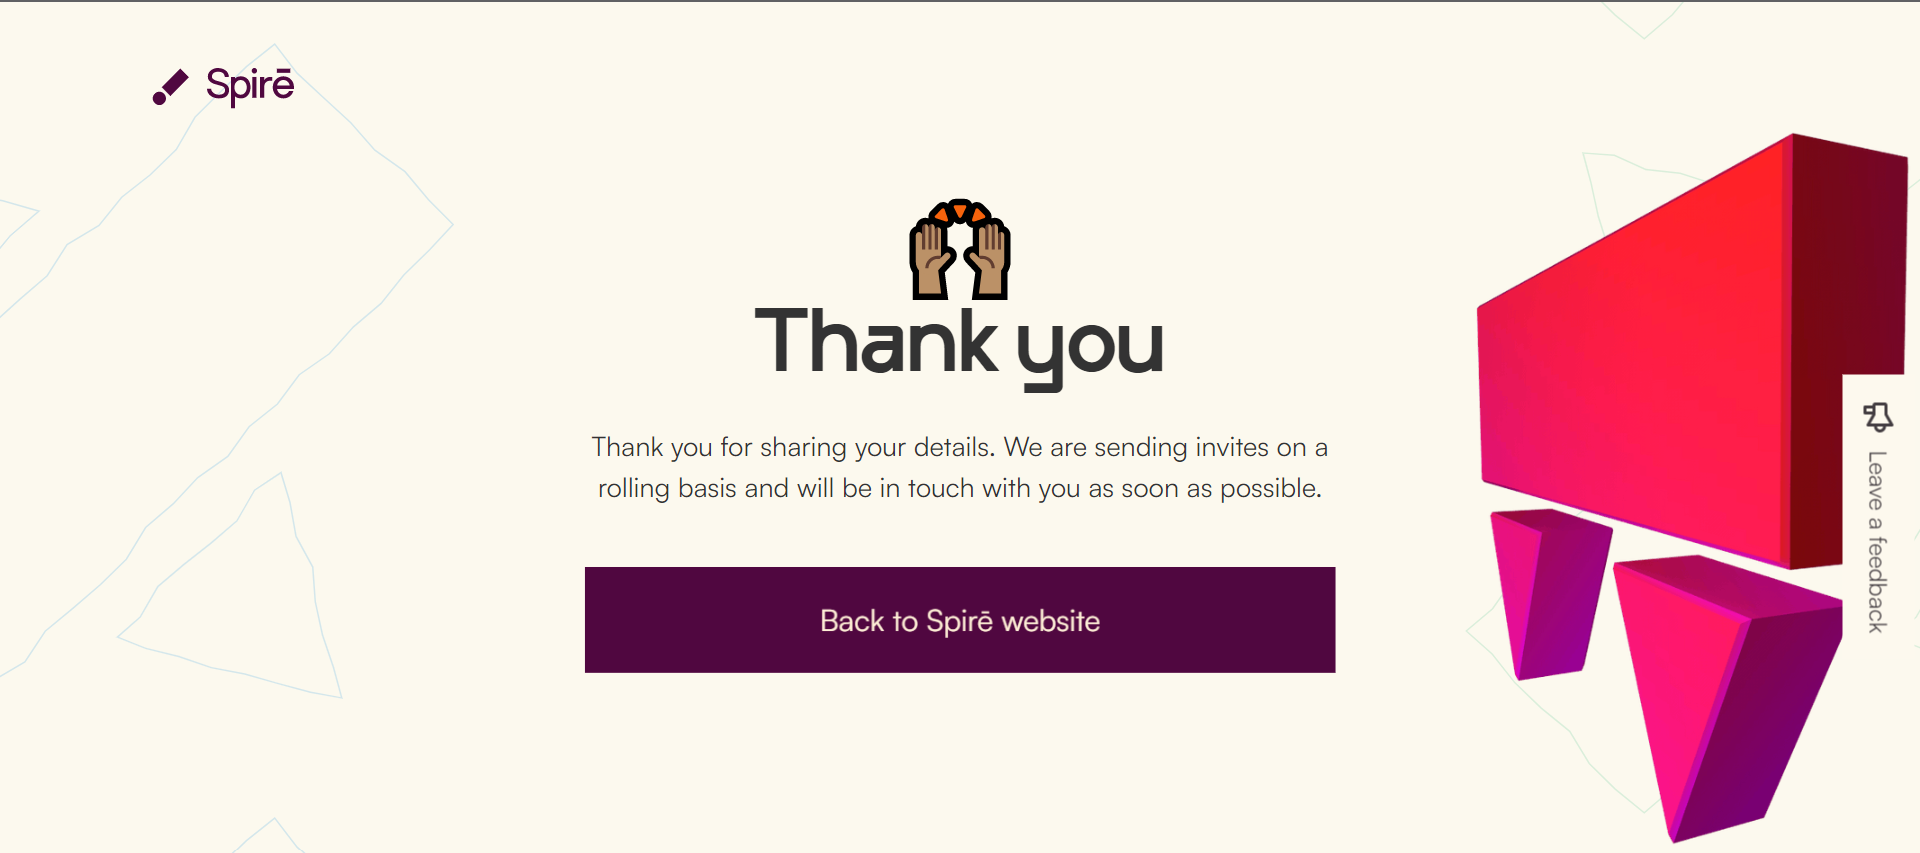 Spirē
Thank you
Thank you for sharing your details. We are sending invites on a
rolling basis and will be in touch with you as soon as possible.
Back to Spirē website
Leave a feedback